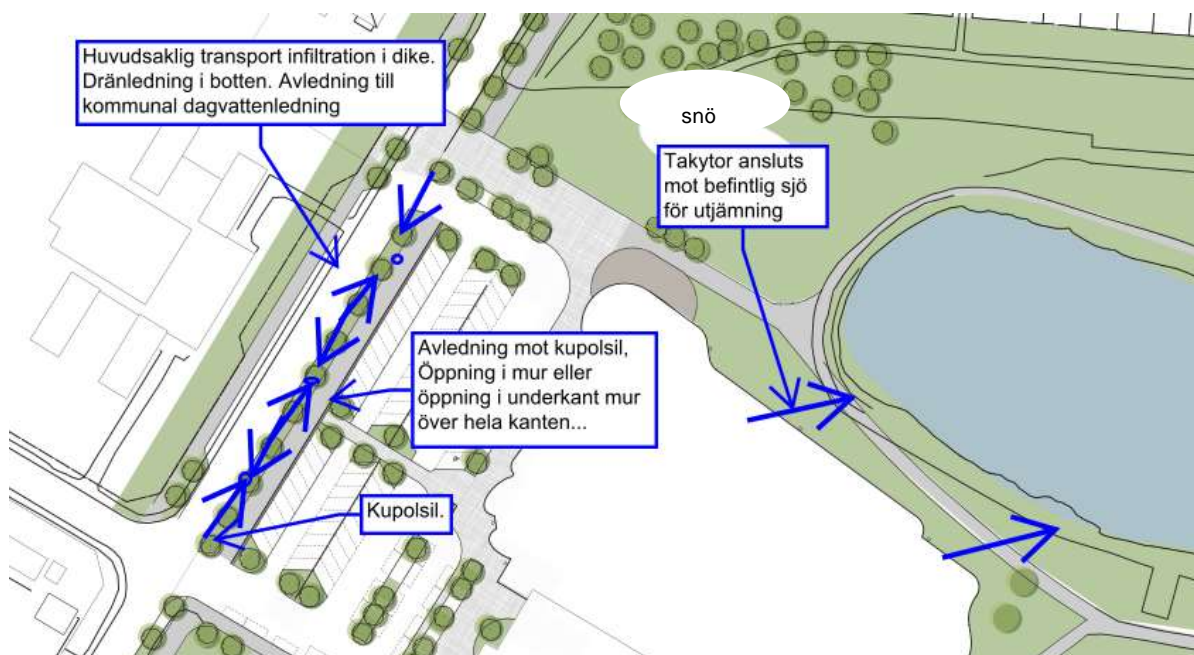 Huvudsaklig transport infiltration i dike.
Dränledning i botten. Avledning till
kommunal dagvattenledning
snö
Takytor ansluts
mot befintlig sjö
för utjämning
Avledning mot kupolsil,
Öppning i mur eller
öppning i underkant mur
över hela kanten...
Kupolsil.